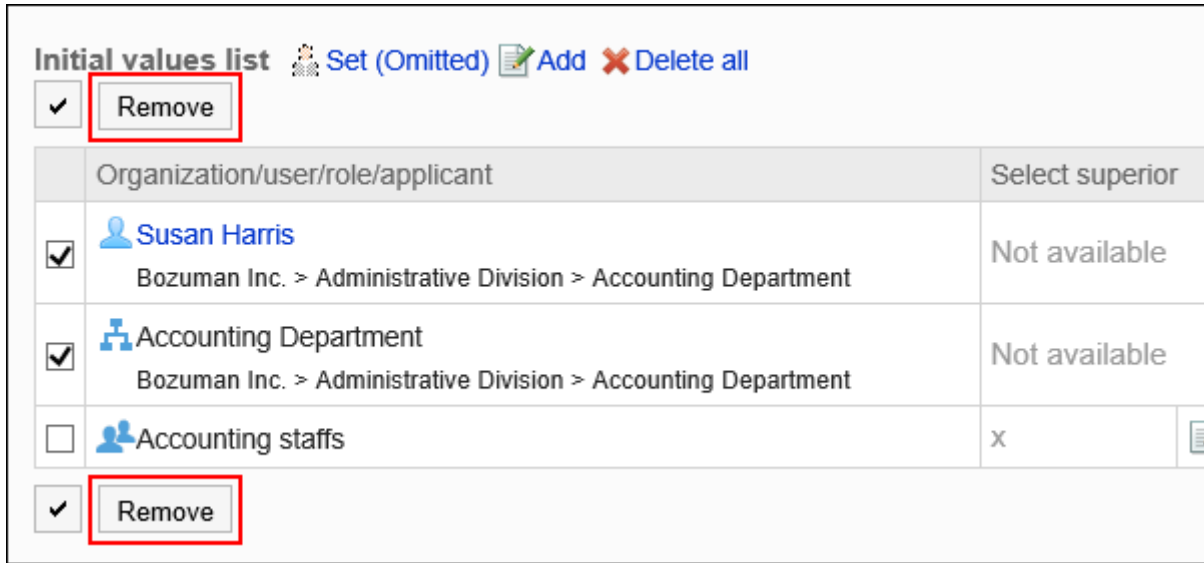 Initial values list Set (Omitted) Add Delete all
Remove
Organization/user/role/applicant Select superior
Susan Harris
Bozuman Inc. > Administrative Division > Accounting Department
Not available
Accounting Department
Bozuman Inc. > Administrative Division > Accounting Department
Not available
Accounting staffs x
Remove